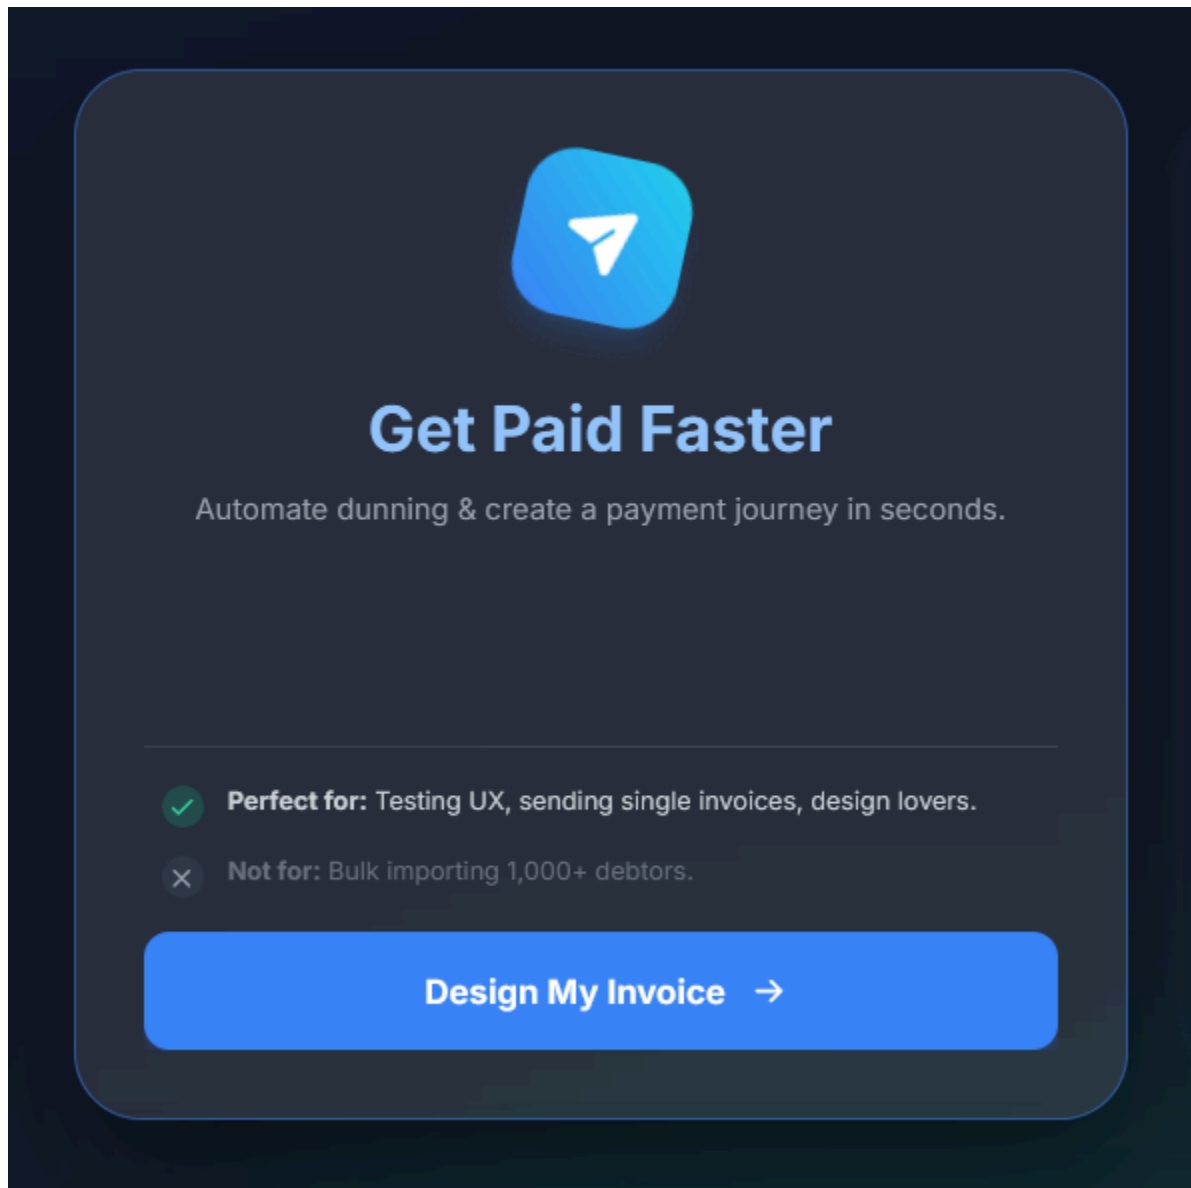 Get Paid Faster
Automate dunning & create a payment journey in seconds.
Perfect for: Testing UX, sending single invoices, design lovers.
Not for: Bulk importing 1,000+ debtors.
Design My Invoice →